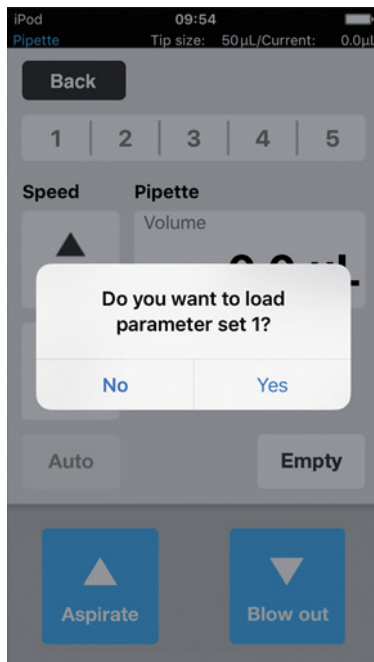 iPod 09:54
Pipette Tip size: 50µL/Current: 0.0µL
Back
1 2 3 4 5
Speed Pipette
Volume
Do you want to load
parameter set 1?
No Yes
Auto Empty
Aspirate Blow out